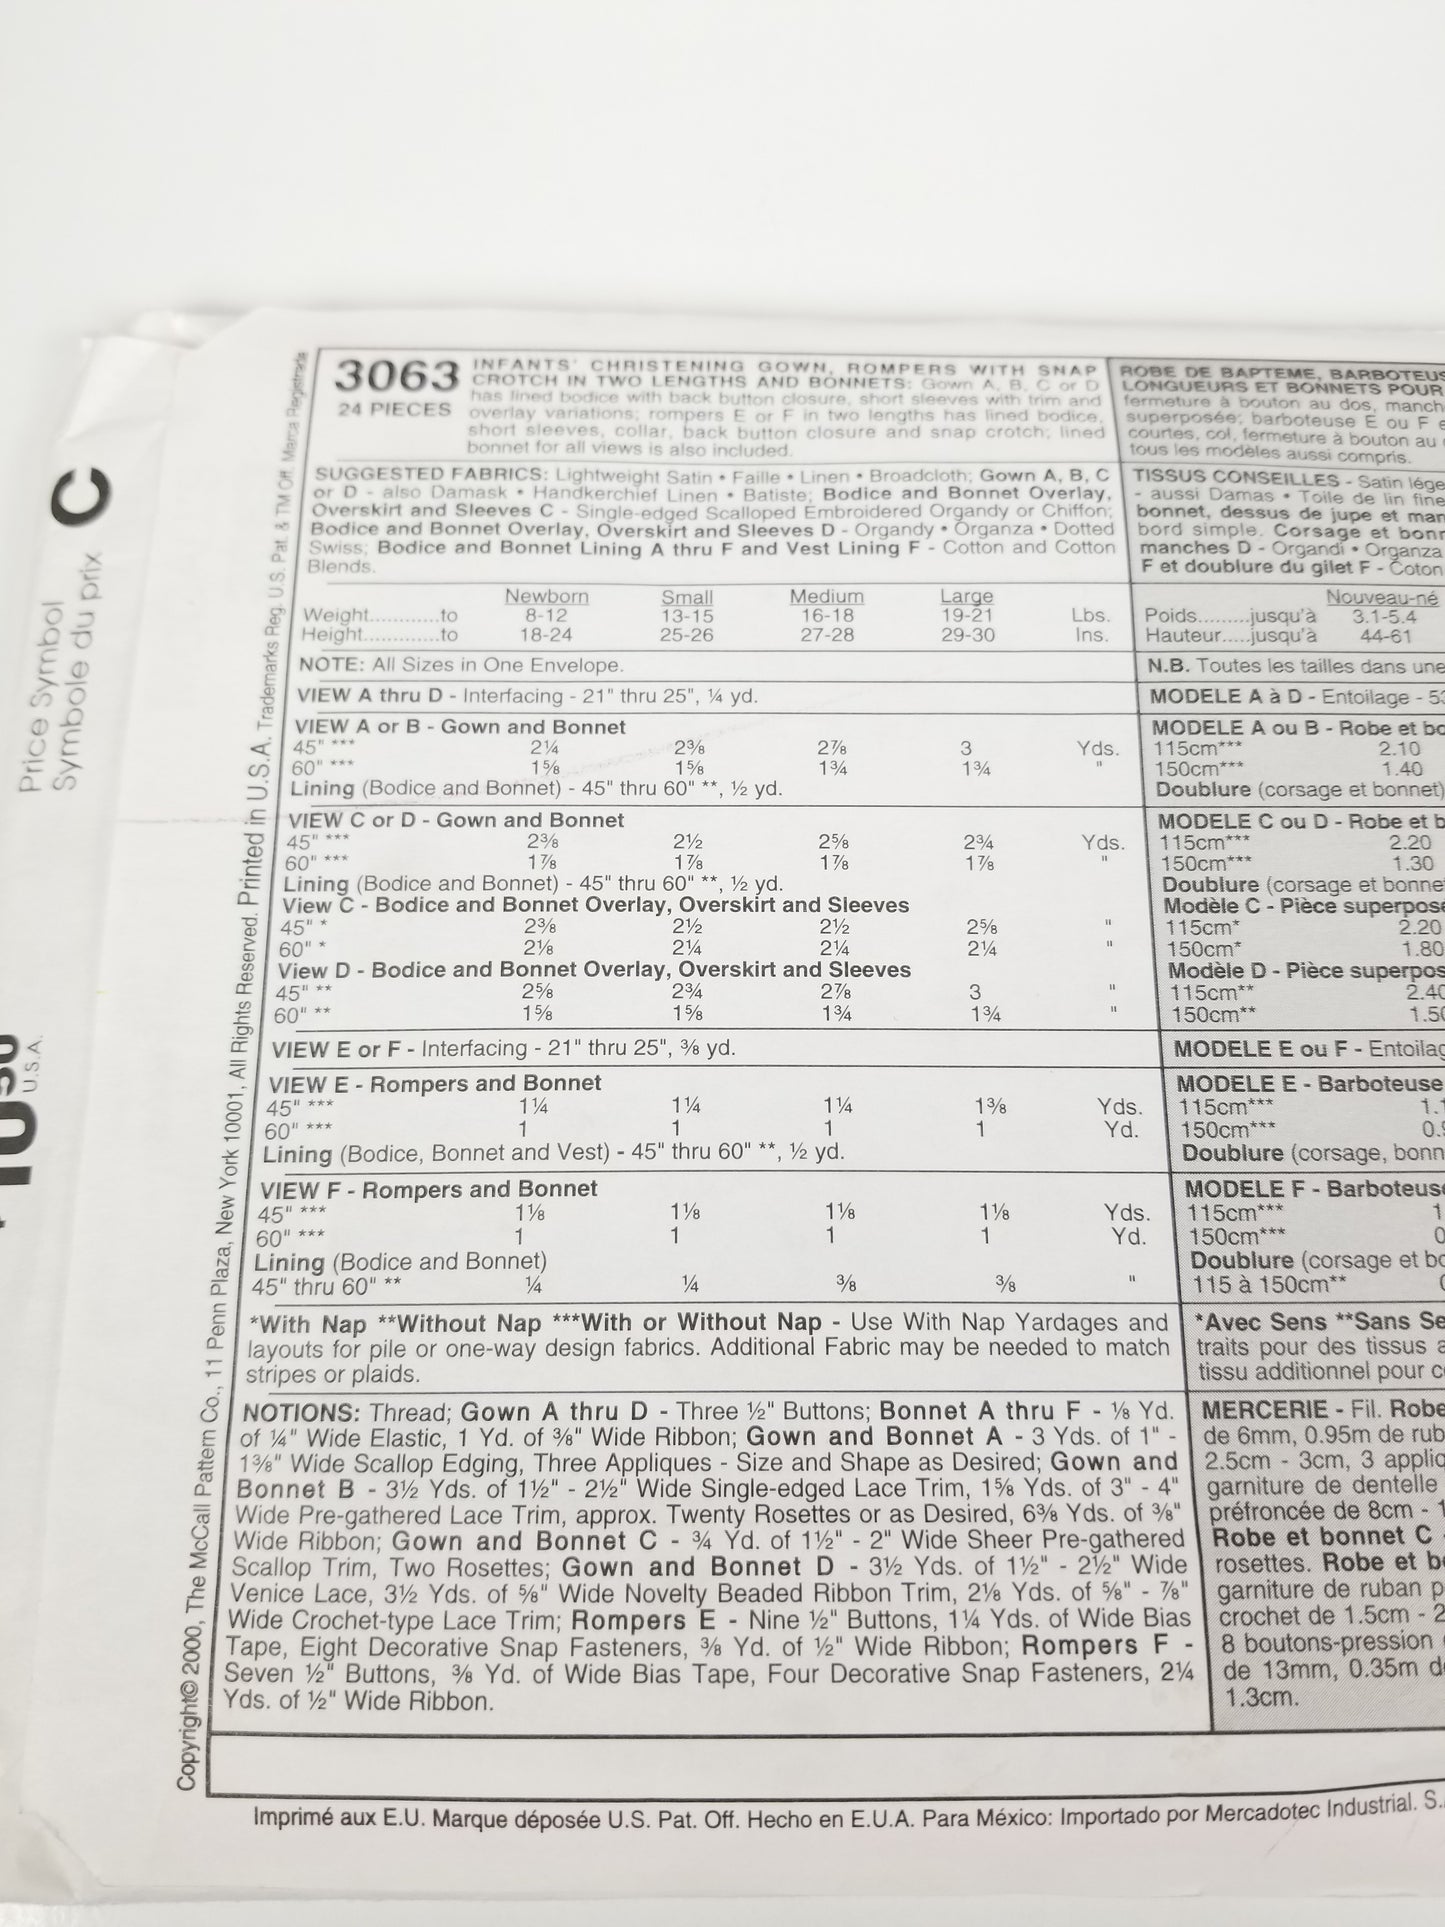 3063
24 PIECES
INFANTS' CHRISTENING GOWN, ROMPERS WITH SNAP
CROTCH IN TWO LENGTHS AND BONNETS: Gown A, B, C or D
has lined bodice with back button closure, short sleeves with trim and
overlay variations; rompers E or F in two lengths has lined bodice,
short sleeves, collar, back button closure and snap crotch; lined
bonnet for all views is also included.
SUGGESTED FABRICS: Lightweight Satin • Faille • Linen • Broadcloth; Gown A, B, C
or D - also Damask • Handkerchief Linen • Batiste; Bodice and Bonnet Overlay,
Overskirt and Sleeves C - Single-edged Scalloped Embroidered Organdy or Chiffon;
Bodice and Bonnet Overlay, Overskirt and Sleeves D - Organdy • Organza • Dotted
Swiss; Bodice and Bonnet Lining A thru F and Vest Lining F - Cotton and Cotton
Blends.
Newborn Small Medium Large
Weight............to 8-12 13-15 16-18 19-21 Lbs.
Height............to 18-24 25-26 27-28 29-30 Ins.
NOTE: All Sizes in One Envelope.
VIEW A thru D - Interfacing - 21" thru 25", ¼ yd.
VIEW A or B - Gown and Bonnet
45" *** 2¼ 2⅜ 2⅞ 3 Yds.
60" *** 1⅝ 1⅝ 1¾ 1¾ "
Lining (Bodice and Bonnet) - 45" thru 60" **, ½ yd.
VIEW C or D - Gown and Bonnet
45" *** 2⅜ 2½ 2⅝ 2¾ Yds.
60" *** 1⅞ 1⅞ 1⅞ 1⅞ "
Lining (Bodice and Bonnet) - 45" thru 60" **, ½ yd.
View C - Bodice and Bonnet Overlay, Overskirt and Sleeves
45" * 2⅜ 2½ 2½ 2⅝ "
60" * 2⅛ 2¼ 2¼ 2¼ "
View D - Bodice and Bonnet Overlay, Overskirt and Sleeves
45" ** 2⅝ 2¾ 2⅞ 3 "
60" ** 1⅝ 1⅝ 1¾ 1¾ "
VIEW E or F - Interfacing - 21" thru 25", ⅜ yd.
VIEW E - Rompers and Bonnet
45" *** 1¼ 1¼ 1¼ 1⅜ Yds.
60" *** 1 1 1 1 Yd.
Lining (Bodice, Bonnet and Vest) - 45" thru 60" **, ½ yd.
VIEW F - Rompers and Bonnet
45" *** 1⅛ 1⅛ 1⅛ 1⅛ Yds.
60" *** 1 1 1 1 Yd.
Lining (Bodice and Bonnet)
45" thru 60" ** ¼ ¼ ⅜ ⅜ "
*With Nap **Without Nap ***With or Without Nap - Use With Nap Yardages and
layouts for pile or one-way design fabrics. Additional Fabric may be needed to match
stripes or plaids.
NOTIONS: Thread; Gown A thru D - Three ½" Buttons; Bonnet A thru F - ⅛ Yd.
of ¼" Wide Elastic, 1 Yd. of ⅜" Wide Ribbon; Gown and Bonnet A - 3 Yds. of 1" -
1⅜" Wide Scallop Edging, Three Appliques - Size and Shape as Desired; Gown and
Bonnet B - 3½ Yds. of 1½" - 2½" Wide Single-edged Lace Trim, 1⅝ Yds. of 3" - 4"
Wide Pre-gathered Lace Trim, approx. Twenty Rosettes or as Desired, 6⅜ Yds. of ⅜"
Wide Ribbon; Gown and Bonnet C - ¾ Yd. of 1½" - 2" Wide Sheer Pre-gathered
Scallop Trim, Two Rosettes; Gown and Bonnet D - 3½ Yds. of 1½" - 2½" Wide
Venice Lace, 3½ Yds. of ⅝" Wide Novelty Beaded Ribbon Trim, 2⅛ Yds. of ⅝" - ⅞"
Wide Crochet-type Lace Trim; Rompers E - Nine ½" Buttons, 1¼ Yds. of Wide Bias
Tape, Eight Decorative Snap Fasteners, ⅜ Yd. of ½" Wide Ribbon; Rompers F -
Seven ½" Buttons, ⅜ Yd. of Wide Bias Tape, Four Decorative Snap Fasteners, 2¼
Yds. of ½" Wide Ribbon.
ROBE DE BAPTEME, BARBOTEUS
LONGUEURS ET BONNETS POUR
fermeture à bouton au dos, manch
superposée; barboteuse E ou F e
courtes, col, fermeture à bouton au
tous les modèles aussi compris.
TISSUS CONSEILLES - Satin lége
- aussi Damas • Toile de lin fine
bonnet, dessus de jupe et man
bord simple. Corsage et bonn
manches D - Organdi • Organza
F et doublure du gilet F - Coton
Nouveau-né
Poids.........jusqu'à 3.1-5.4
Hauteur.....jusqu'à 44-61
N.B. Toutes les tailles dans une
MODELE A à D - Entoilage - 5
MODELE A ou B - Robe et bo
115cm*** 2.10
150cm*** 1.40
Doublure (corsage et bonnet)
MODELE C ou D - Robe et b
115cm*** 2.20
150cm*** 1.30
Doublure (corsage et bonne
Modèle C - Pièce superpose
115cm* 2.20
150cm* 1.80
Modèle D - Pièce superpos
115cm** 2.40
150cm** 1.50
MODELE E ou F - Entoilag
MODELE E - Barboteuse
115cm*** 1.1
150cm*** 0.9
Doublure (corsage, bonn
MODELE F - Barboteuse
115cm*** 1
150cm*** 0
Doublure (corsage et bo
115 à 150cm** 0
*Avec Sens **Sans Se
traits pour des tissus a
tissu additionnel pour c
MERCERIE - Fil. Robe
de 6mm, 0.95m de rub
2.5cm - 3cm, 3 appliq
garniture de dentelle
préfroncée de 8cm - 1
Robe et bonnet C -
rosettes. Robe et b
garniture de ruban p
crochet de 1.5cm - 2
8 boutons-pression
de 13mm, 0.35m d
1.3cm.
Imprimé aux E.U. Marque déposée U.S. Pat. Off. Hecho en E.U.A. Para México: Importado por Mercadotec Industrial. S.
Copyright© 2000, The McCall Pattern Co., 11 Penn Plaza, New York 10001, All Rights Reserved. Printed in U.S.A. Trademarks Reg. U.S. Pat. & TM Off. Marca Registrada
Price Symbol
Symbole du prix
C
U.S.A.